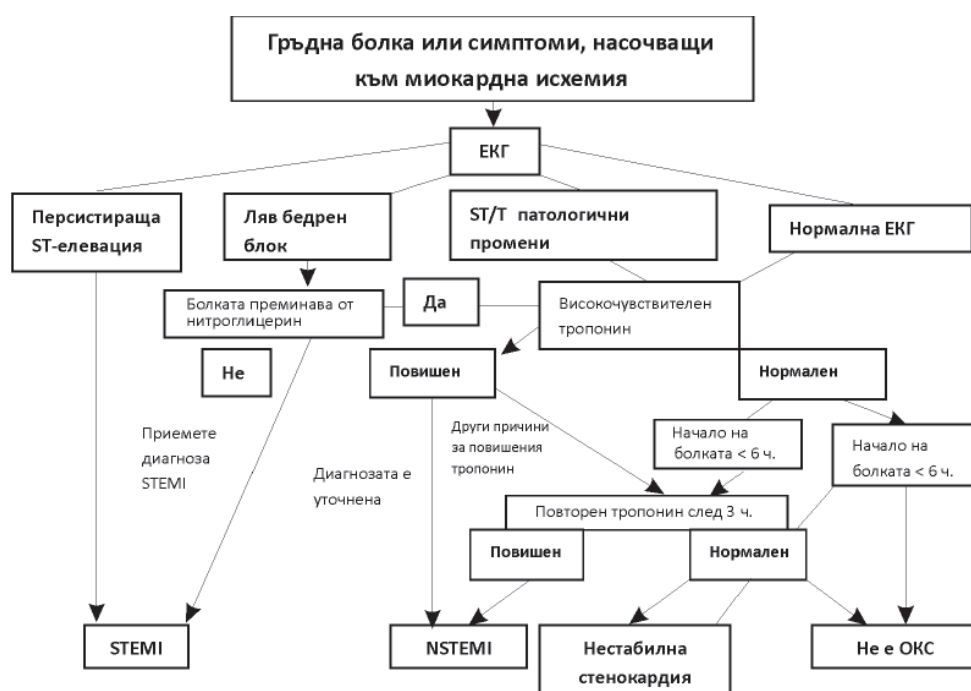 Гръдна болка или симптоми, насочващи
към миокардна исхемия
ЕКГ
Персистираща
ST-елевация
Ляв бедрен
блок
ST/T патологични
промени
Нормална ЕКГ
Болката преминава от
нитроглицерин
Да
Високочувствителен
тропонин
Не
Повишен
Нормален
Приемете
диагноза
STEMI
Диагнозата е
уточнена
Други причини
за повишения
тропонин
Начало на
болката < 6 ч.
Начало на
болката < 6 ч.
Повторен тропонин след 3 ч.
Повишен
Нормален
STEMI
NSTEMI
Нестабилна
стенокардия
Не е ОКС